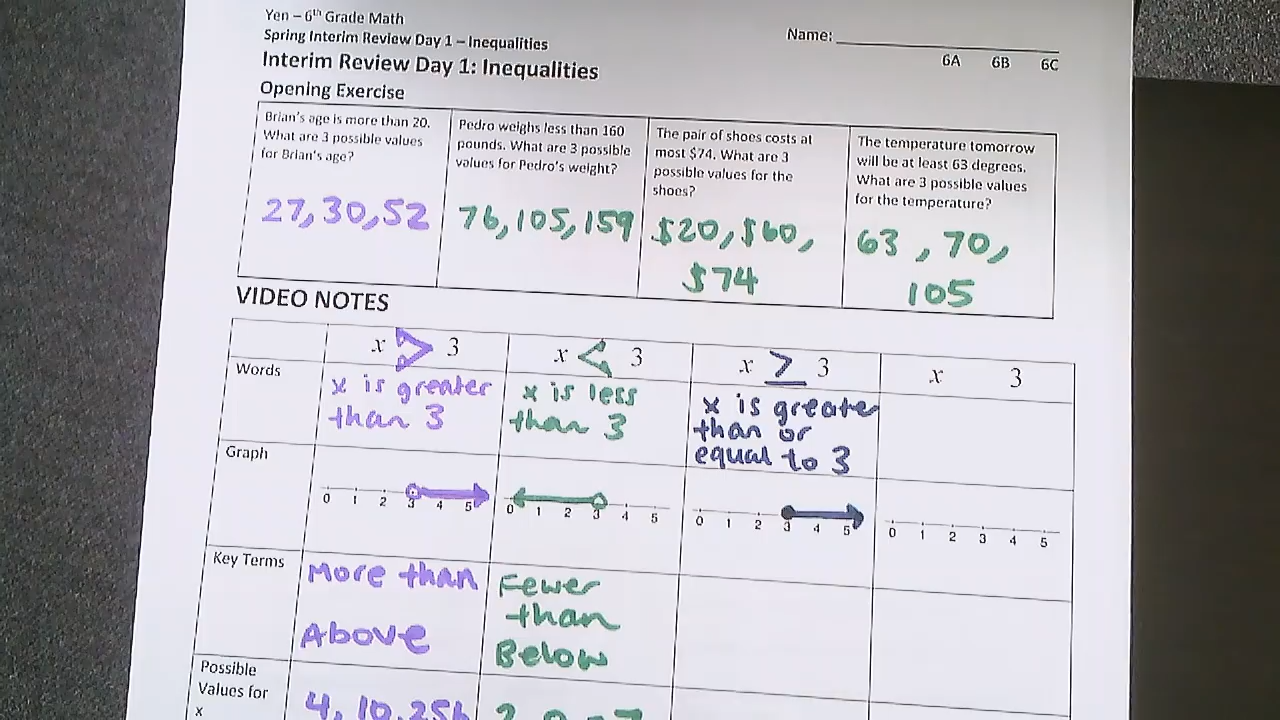 Yen – 6th Grade Math
Spring Interim Review Day 1 – Inequalities
Name:
6A 6B 6C
Interim Review Day 1: Inequalities
Opening Exercise
Brian's age is more than 20.
What are 3 possible values
for Brian's age?
27, 30, 52
Pedro weighs less than 160
pounds. What are 3 possible
values for Pedro's weight?
76, 105, 159
The pair of shoes costs at
most $74. What are 3
possible values for the
shoes?
$20, $60,
$74
The temperature tomorrow
will be at least 63 degrees.
What are 3 possible values
for the temperature?
63, 70,
105
VIDEO NOTES
x > 3
x < 3
x ≥ 3
x 3
Words
x is greater
than 3
x is less
than 3
x is greater
than or
equal to 3
Graph
0 1 2 3 4 5
0 1 2 3 4 5
0 1 2 3 4 5
0 1 2 3 4 5
Key Terms
More than
Above
Fewer
than
Below
Possible
Values for
x
4, 10, 256